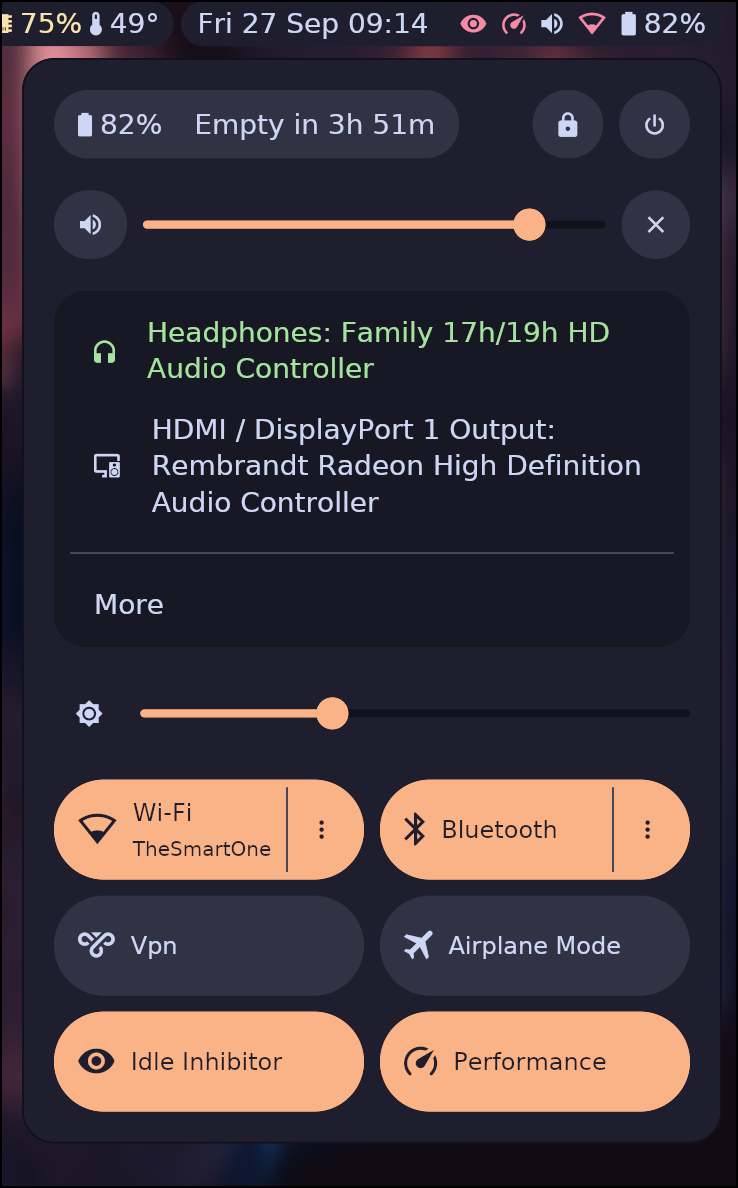 75% 49° Fri 27 Sep 09:14 82%
82% Empty in 3h 51m
Headphones: Family 17h/19h HD
Audio Controller
HDMI / DisplayPort 1 Output:
Rembrandt Radeon High Definition
Audio Controller
More
Wi-Fi
TheSmartOne
Bluetooth
Vpn
Airplane Mode
Idle Inhibitor
Performance